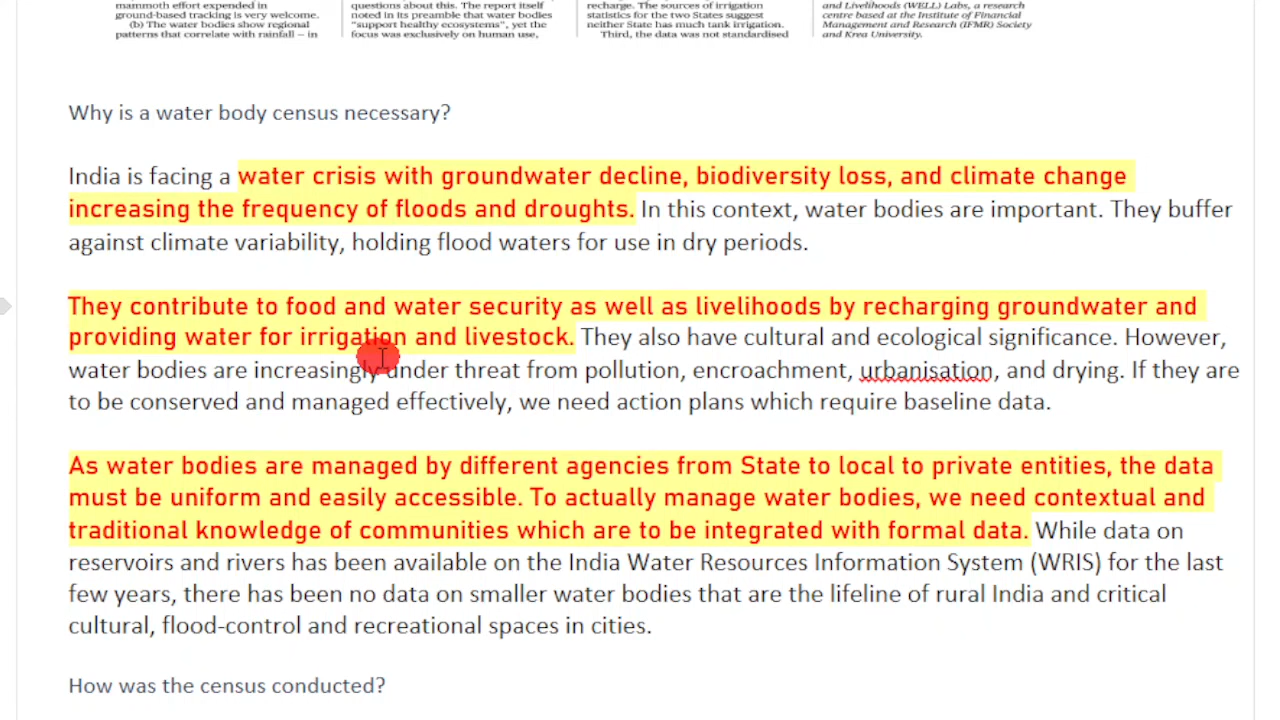 mammoth effort expended in
ground-based tracking is very welcome.
(b) The water bodies show regional
patterns that correlate with rainfall – in
questions about this. The report itself
noted in its preamble that water bodies
"support healthy ecosystems", yet the
focus was exclusively on human use,
recharge. The sources of irrigation
statistics for the two States suggest
neither State has much tank irrigation.
Third, the data was not standardised
and Livelihoods (WELL) Labs, a research
centre based at the Institute of Financial
Management and Research (IFMR) Society
and Krea University.
Why is a water body census necessary?
India is facing a water crisis with groundwater decline, biodiversity loss, and climate change
increasing the frequency of floods and droughts. In this context, water bodies are important. They buffer
against climate variability, holding flood waters for use in dry periods.
They contribute to food and water security as well as livelihoods by recharging groundwater and
providing water for irrigation and livestock. They also have cultural and ecological significance. However,
water bodies are increasingly under threat from pollution, encroachment, urbanisation, and drying. If they are
to be conserved and managed effectively, we need action plans which require baseline data.
As water bodies are managed by different agencies from State to local to private entities, the data
must be uniform and easily accessible. To actually manage water bodies, we need contextual and
traditional knowledge of communities which are to be integrated with formal data. While data on
reservoirs and rivers has been available on the India Water Resources Information System (WRIS) for the last
few years, there has been no data on smaller water bodies that are the lifeline of rural India and critical
cultural, flood-control and recreational spaces in cities.
How was the census conducted?